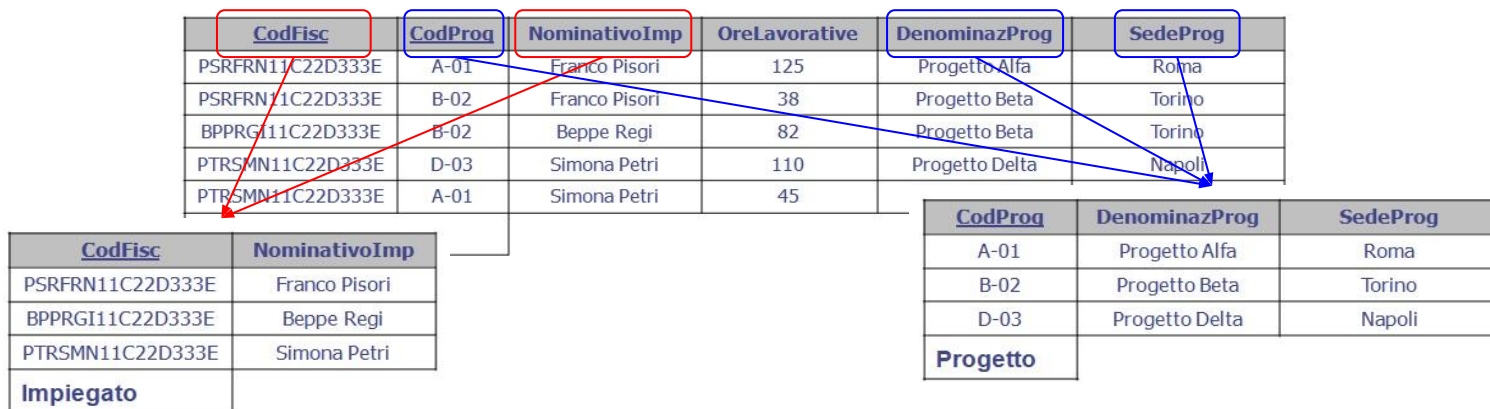 CodFisc CodProg NominativoImp OreLavorative DenominazProg SedeProg
PSRFRN11C22D333E A-01 Franco Pisori 125 Progetto Alfa Roma
PSRFRN11C22D333E B-02 Franco Pisori 38 Progetto Beta Torino
BPPRGI11C22D333E B-02 Beppe Regi 82 Progetto Beta Torino
PTRSMN11C22D333E D-03 Simona Petri 110 Progetto Delta Napoli
PTRSMN11C22D333E A-01 Simona Petri 45
CodFisc NominativoImp
PSRFRN11C22D333E Franco Pisori
BPPRGI11C22D333E Beppe Regi
PTRSMN11C22D333E Simona Petri
Impiegato
CodProg DenominazProg SedeProg
A-01 Progetto Alfa Roma
B-02 Progetto Beta Torino
D-03 Progetto Delta Napoli
Progetto